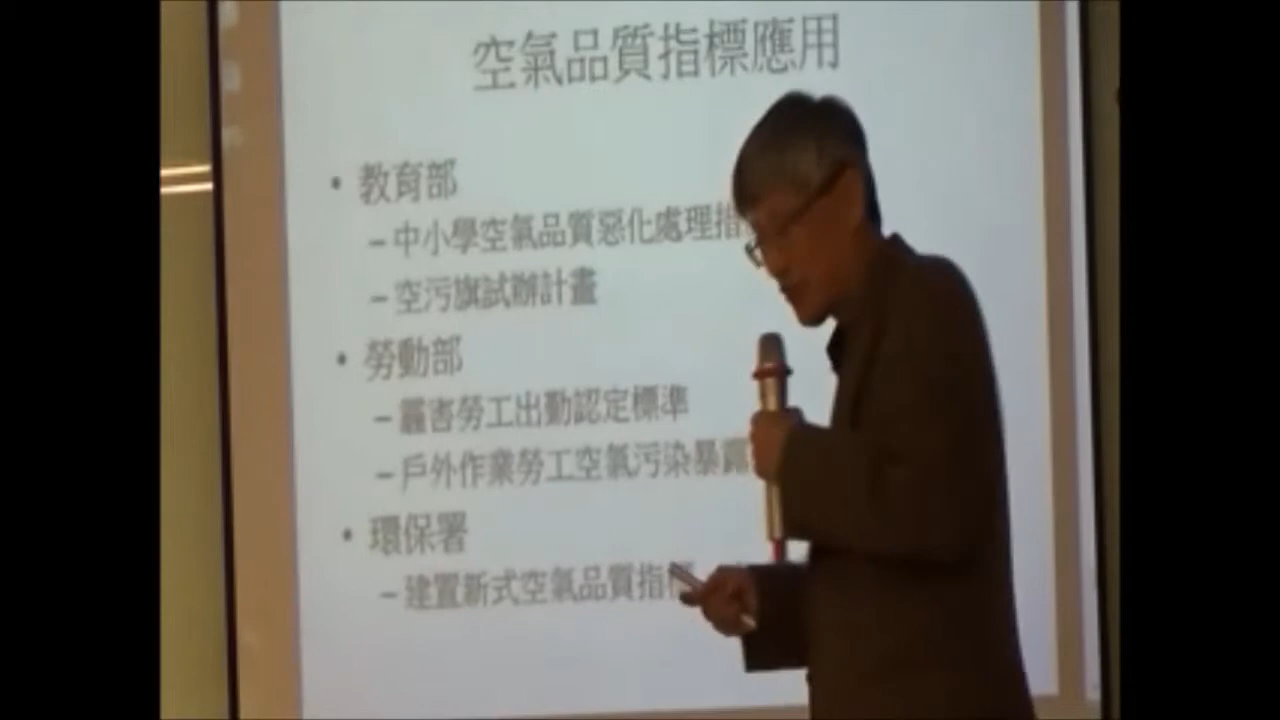 空氣品質指標應用
• 教育部
– 中小學空氣品質惡化處理措
– 空污旗試辦計畫
• 勞動部
– 霾害勞工出勤認定標準
– 戶外作業勞工空氣污染暴露
• 環保署
– 建置新式空氣品質指標